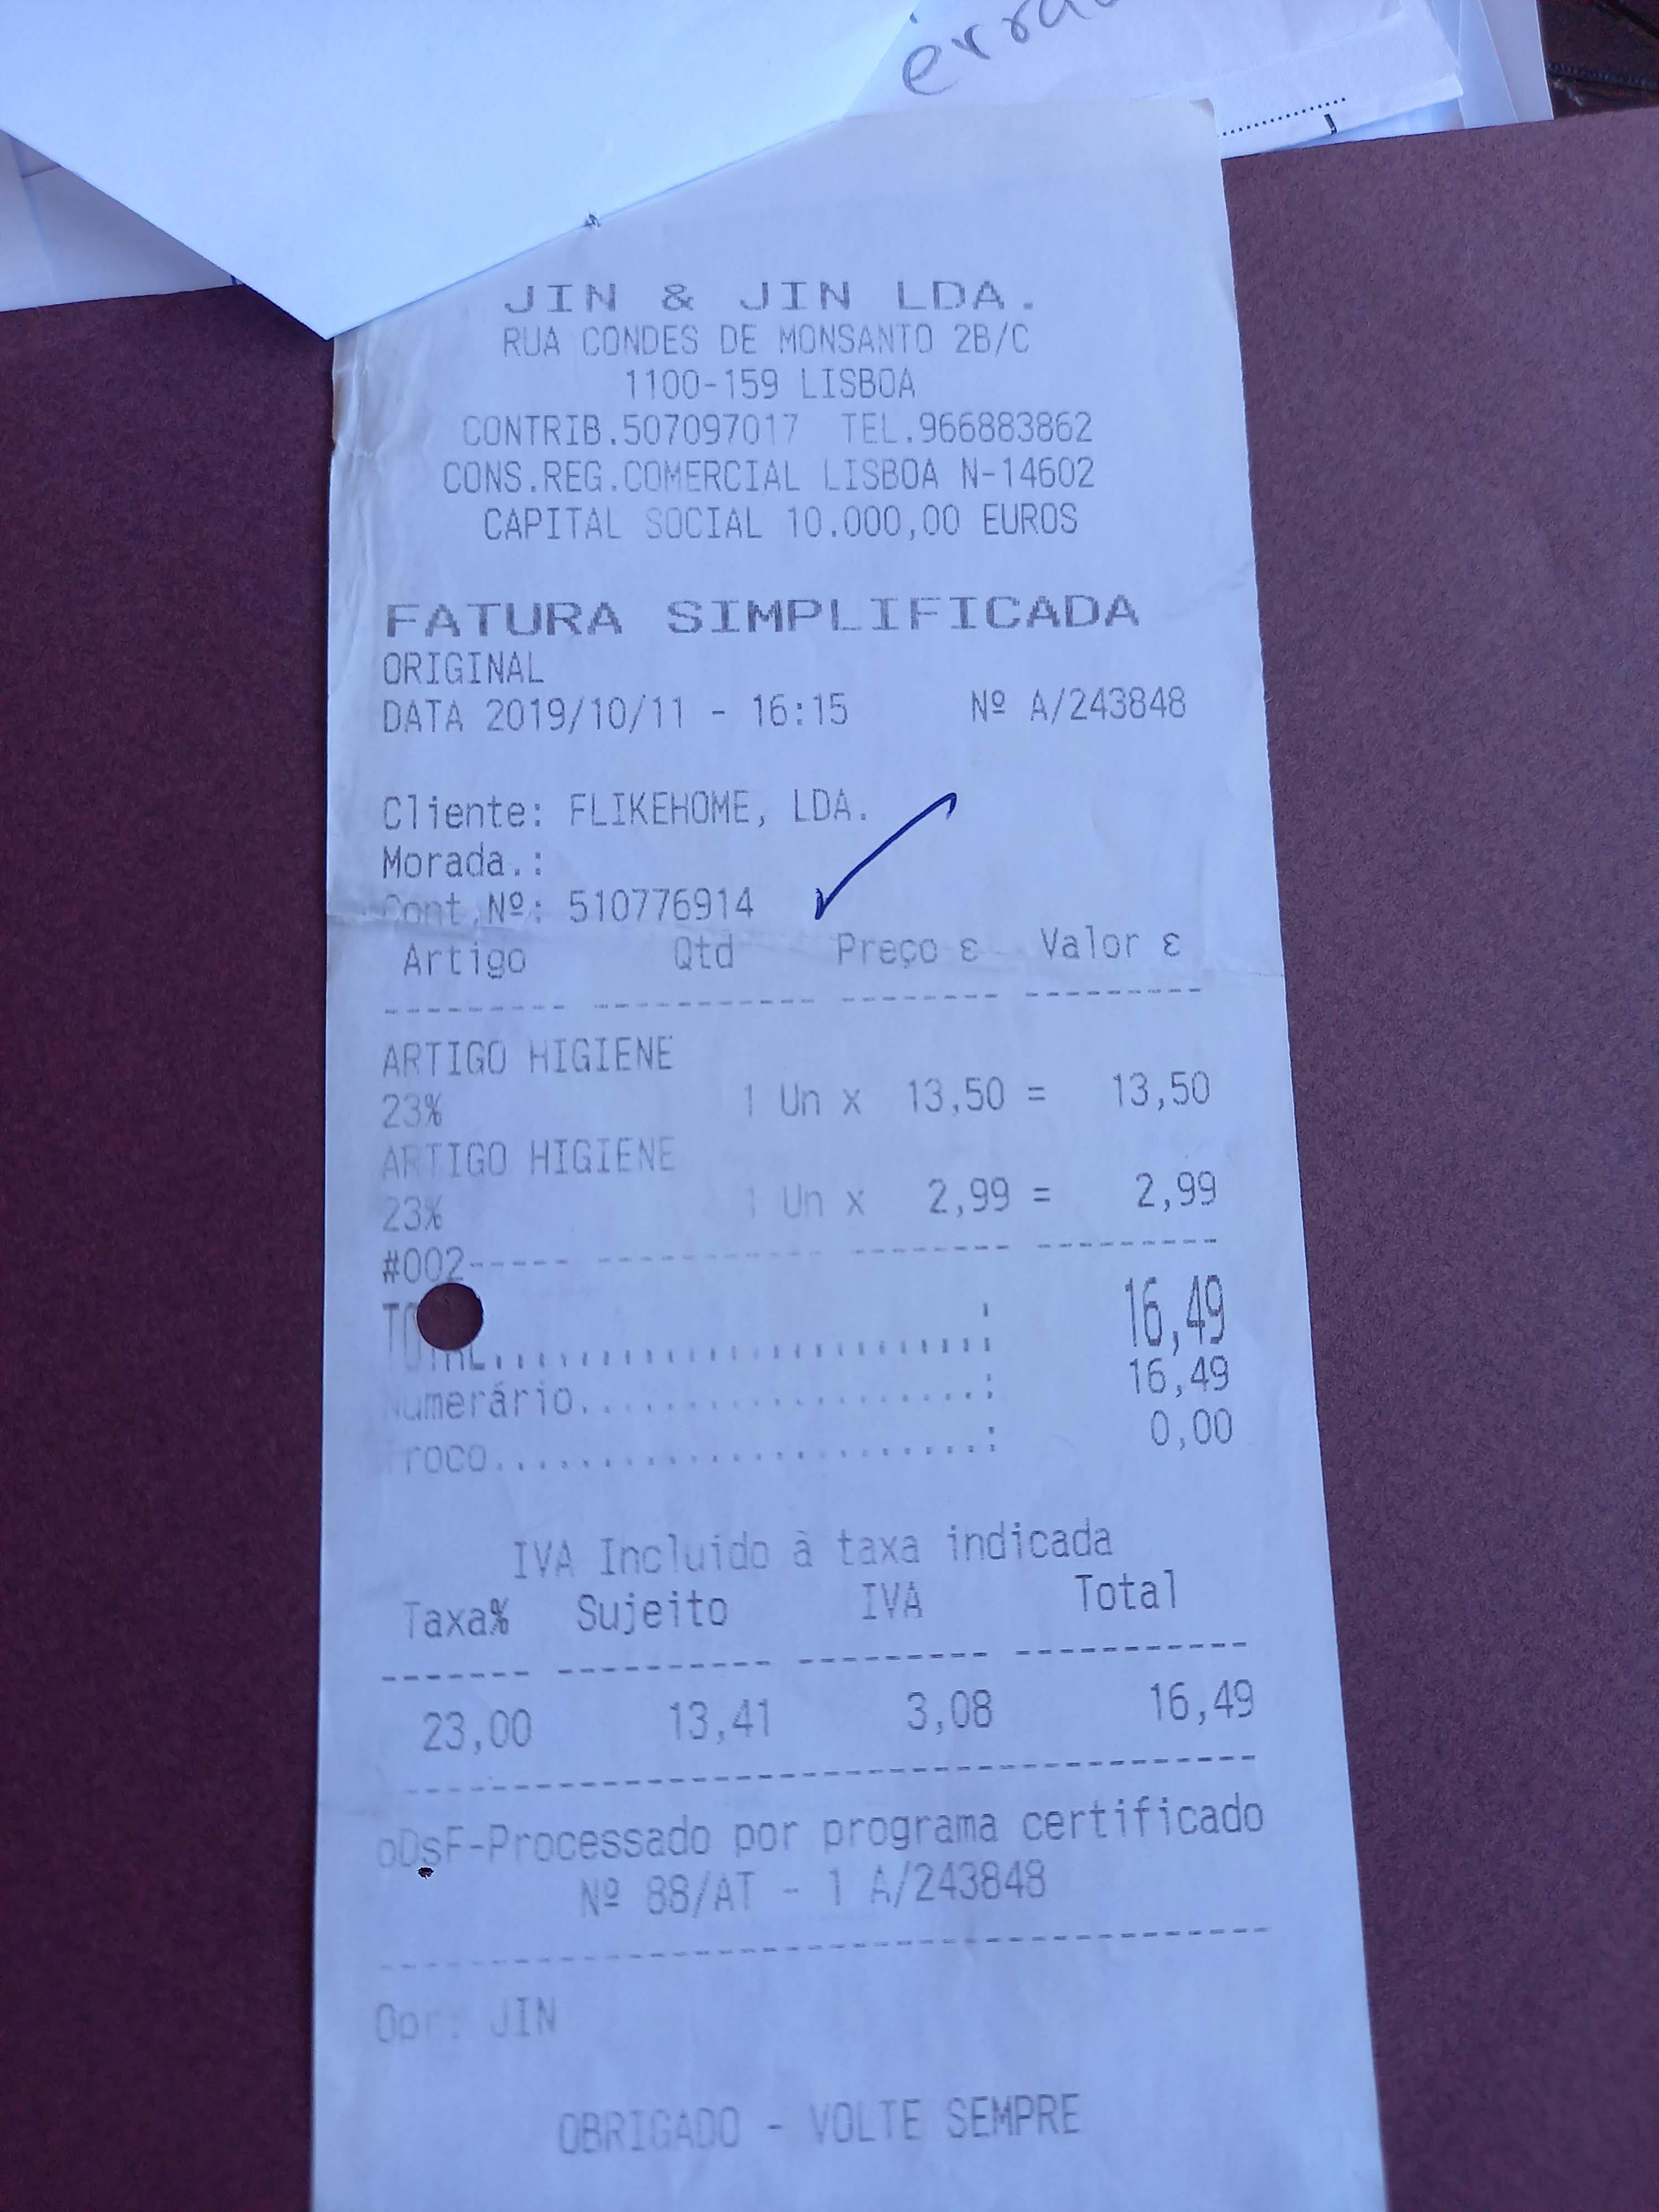 JIN & JIN LDA.
RUA CONDES DE MONSANTO 2B/C
1100-159 LISBOA
CONTRIB.507097017 TEL.966883862
CONS.REG.COMERCIAL LISBOA N-14602
CAPITAL SOCIAL 10.000,00 EUROS
FATURA SIMPLIFICADA
ORIGINAL
DATA 2019/10/11 - 16:15 Nº A/243848
Cliente: FLIKEHOME, LDA.
Morada.:
Cont.Nº: 510776914
Artigo Qtd Preço ε Valor ε
ARTIGO HIGIENE
23% 1 Un x 13,50 = 13,50
ARTIGO HIGIENE
23% 1 Un x 2,99 = 2,99
#002
TOTAL.........................: 16,49
Numerário....................: 16,49
Troco........................: 0,00
IVA Incluido à taxa indicada
Taxa% Sujeito IVA Total
23,00 13,41 3,08 16,49
oDsF-Processado por programa certificado
Nº 88/AT - 1 A/243848
Opr: JIN
OBRIGADO - VOLTE SEMPRE